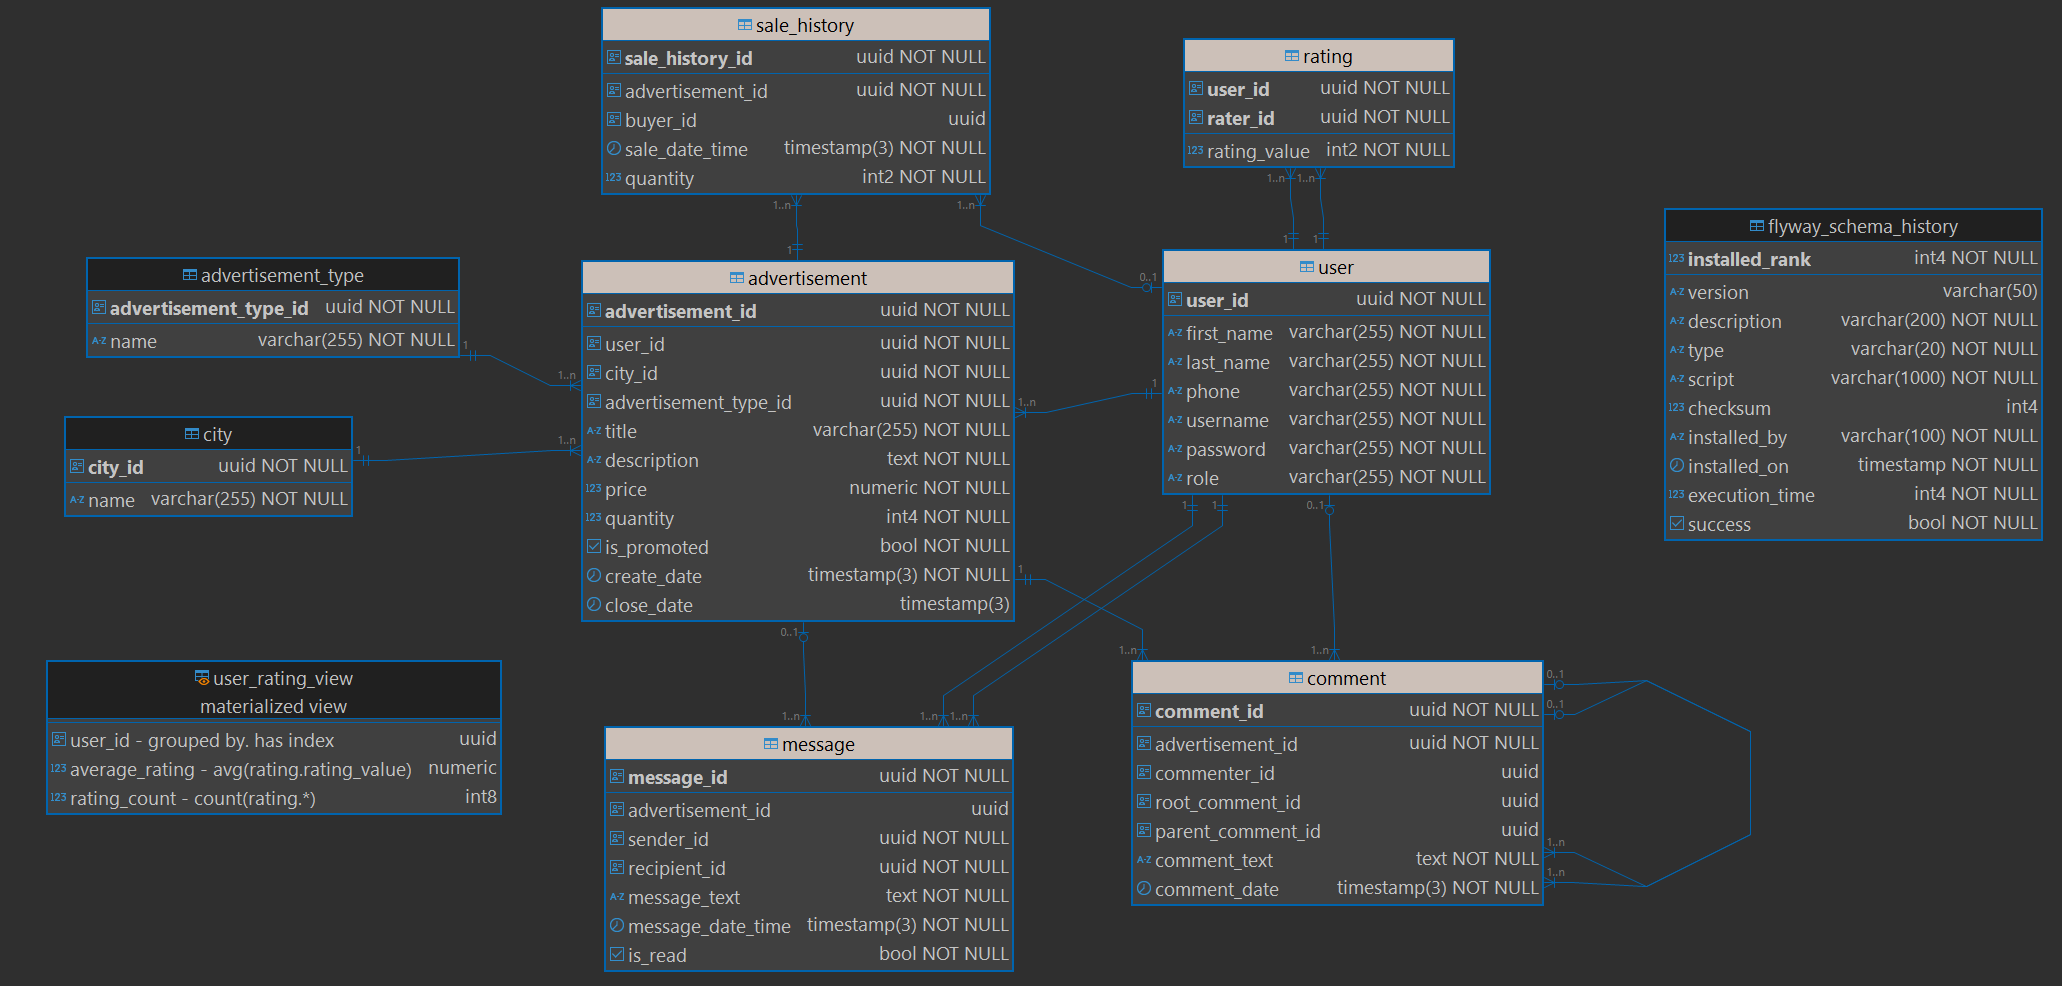 sale_history
sale_history_id uuid NOT NULL
advertisement_id uuid NOT NULL
buyer_id uuid
sale_date_time timestamp(3) NOT NULL
123 quantity int2 NOT NULL
1..n
1..n
1
0..1
rating
user_id uuid NOT NULL
rater_id uuid NOT NULL
123 rating_value int2 NOT NULL
1..n 1..n
1 1
flyway_schema_history
123 installed_rank int4 NOT NULL
A-Z version varchar(50)
A-Z description varchar(200) NOT NULL
A-Z type varchar(20) NOT NULL
A-Z script varchar(1000) NOT NULL
123 checksum int4
A-Z installed_by varchar(100) NOT NULL
installed_on timestamp NOT NULL
123 execution_time int4 NOT NULL
success bool NOT NULL
advertisement_type
advertisement_type_id uuid NOT NULL
A-Z name varchar(255) NOT NULL
1
1..n
city
city_id uuid NOT NULL
A-Z name varchar(255) NOT NULL
1
1..n
advertisement
advertisement_id uuid NOT NULL
user_id uuid NOT NULL
city_id uuid NOT NULL
advertisement_type_id uuid NOT NULL
A-Z title varchar(255) NOT NULL
A-Z description text NOT NULL
123 price numeric NOT NULL
123 quantity int4 NOT NULL
is_promoted bool NOT NULL
create_date timestamp(3) NOT NULL
close_date timestamp(3)
1..n
1
1
0..1
user
user_id uuid NOT NULL
A-Z first_name varchar(255) NOT NULL
A-Z last_name varchar(255) NOT NULL
A-Z phone varchar(255) NOT NULL
A-Z username varchar(255) NOT NULL
A-Z password varchar(255) NOT NULL
A-Z role varchar(255) NOT NULL
1 1
0..1
user_rating_view
materialized view
user_id - grouped by. has index uuid
123 average_rating - avg(rating.rating_value) numeric
123 rating_count - count(rating.*) int8
1..n
1..n 1..n
message
message_id uuid NOT NULL
advertisement_id uuid
sender_id uuid NOT NULL
recipient_id uuid NOT NULL
A-Z message_text text NOT NULL
message_date_time timestamp(3) NOT NULL
is_read bool NOT NULL
1..n
1..n
comment
comment_id uuid NOT NULL
advertisement_id uuid NOT NULL
commenter_id uuid
root_comment_id uuid
parent_comment_id uuid
A-Z comment_text text NOT NULL
comment_date timestamp(3) NOT NULL
0..1
0..1
1..n
1..n